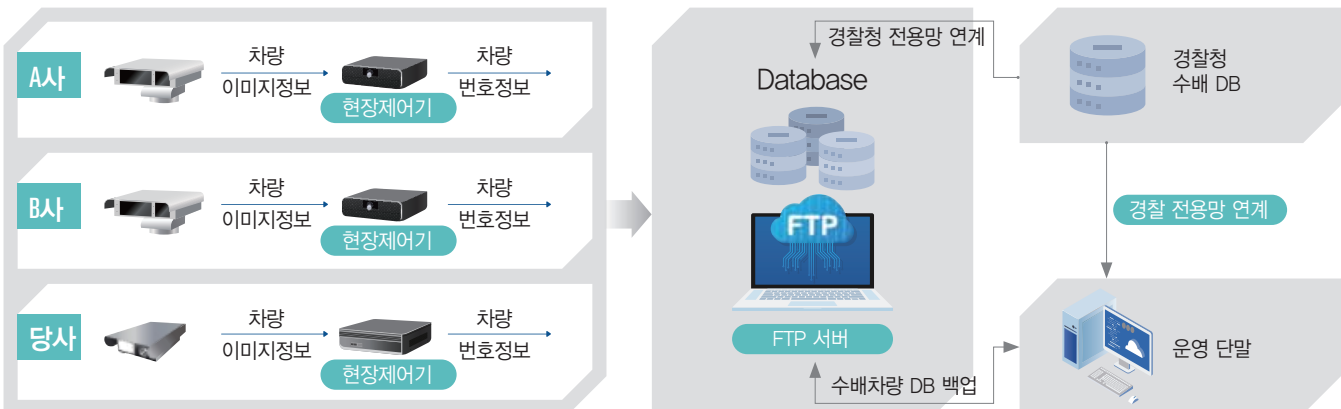 A사
차량
이미지정보
현장제어기
차량
번호정보
B사
차량
이미지정보
현장제어기
차량
번호정보
당사
차량
이미지정보
현장제어기
차량
번호정보
경찰청 전용망 연계
Database
FTP
FTP 서버
수배차량 DB 백업
경찰청
수배 DB
경찰 전용망 연계
운영 단말